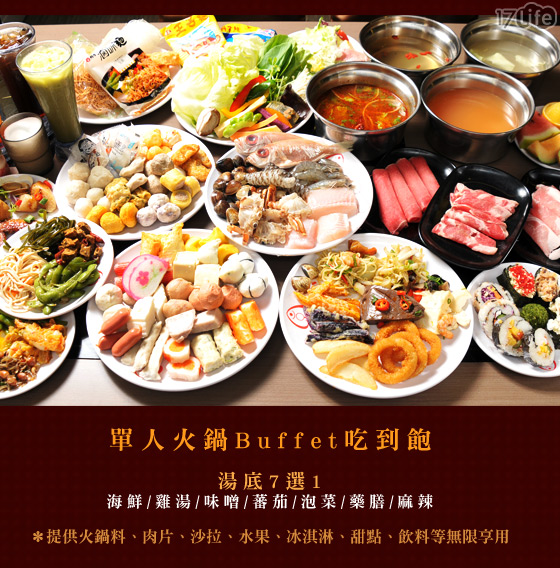 17Life
單人火鍋Buffet吃到飽
湯底7選1
海鮮/雞湯/味噌/蕃茄/泡菜/藥膳/麻辣
＊提供火鍋料、肉片、沙拉、水果、冰淇淋、甜點、飲料等無限享用